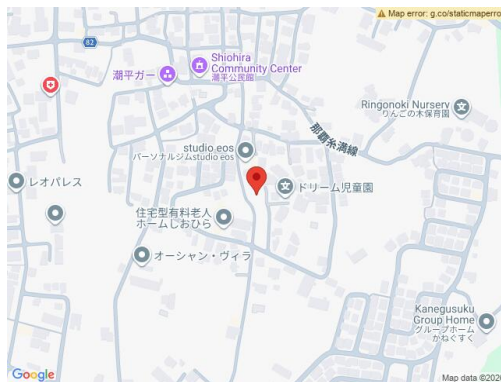 Map error: g.co/staticmaperro
82
Shiohira
Community Center
潮平公民館
潮平ガー
Ringonoki Nursery
りんごの木保育園
那覇糸満線
studio eos
パーソナルジムstudio eos
レオパレス
ドリーム児童園
住宅型有料老人
ホームしおひら
オーシャン・ヴィラ
Kanegusuku
Group Home
グループホーム
かねぐすく
Google
Map data ©2020